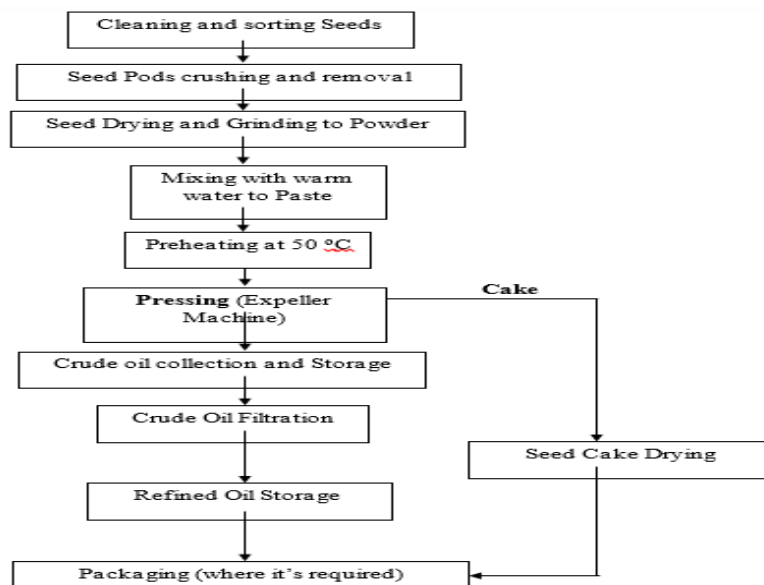 Cleaning and sorting Seeds
Seed Pods crushing and removal
Seed Drying and Grinding to Powder
Mixing with warm
water to Paste
Preheating at 50 ºC
Pressing (Expeller
Machine)
Cake
Crude oil collection and Storage
Crude Oil Filtration
Seed Cake Drying
Refined Oil Storage
Packaging (where it's required)